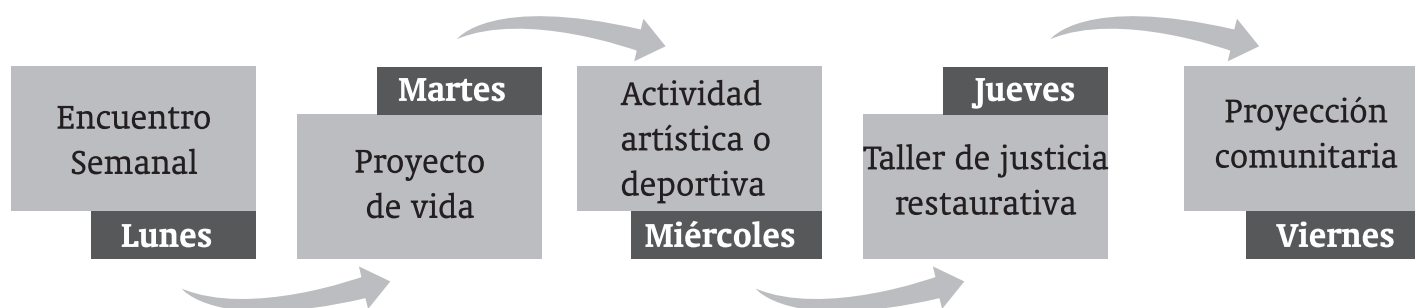 Encuentro
Semanal
Lunes
Martes
Proyecto
de vida
Actividad
artística o
deportiva
Miércoles
Jueves
Taller de justicia
restaurativa
Proyección
comunitaria
Viernes